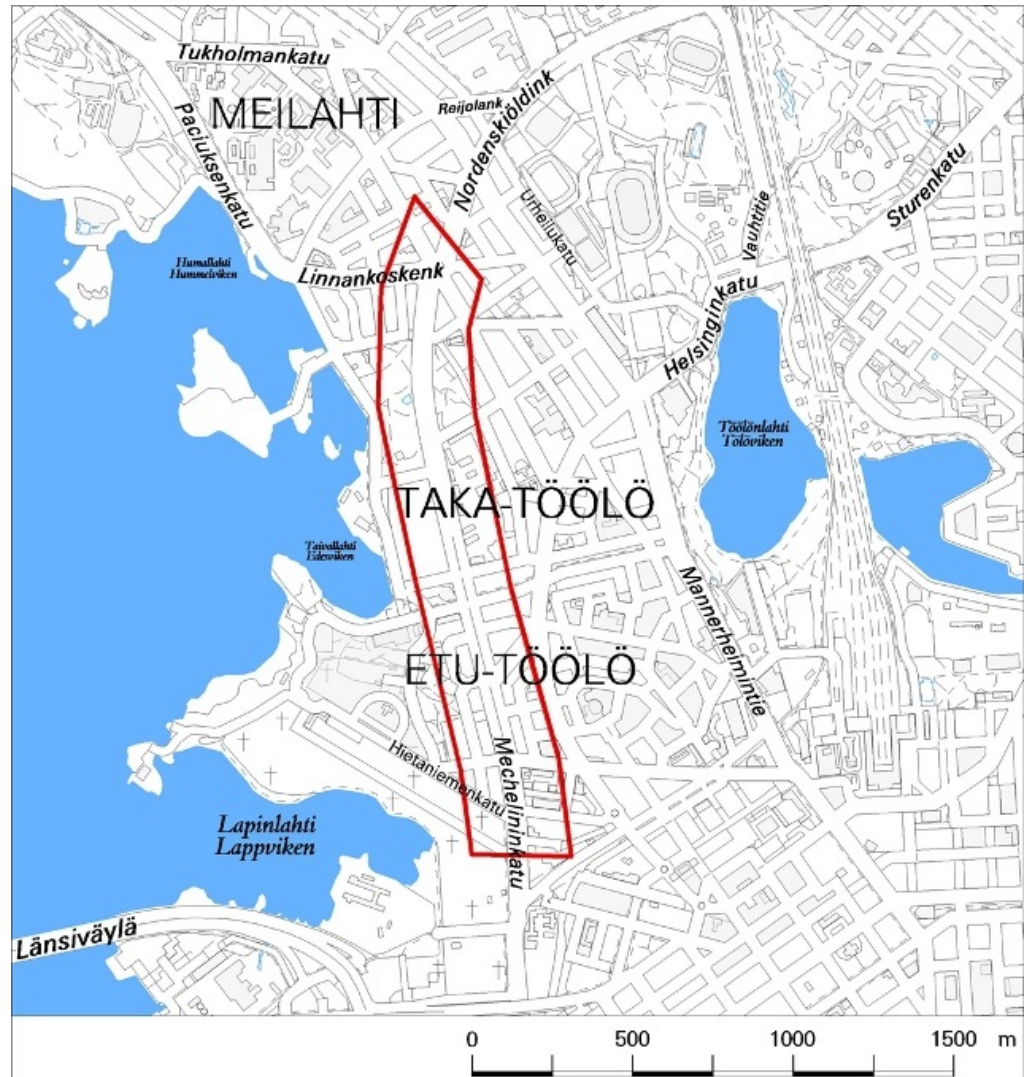 Tukholmankatu
MEILAHTI
Reijolank
Nordenskiöldink
Paciuksenkatu
Urheilukatu
Sturenkatu
Vauhtitie
Humallahti
Hummelviken
Linnankoskenk
Helsinginkatu
Töölönlahti
Tölöviken
TAKA-TÖÖLÖ
Taivallahti
Edesviken
Mannerheimintie
ETU-TÖÖLÖ
Hietaniemenkatu
Mechelininkatu
Lapinlahti
Lappviken
Länsiväylä
0 500 1000 1500 m